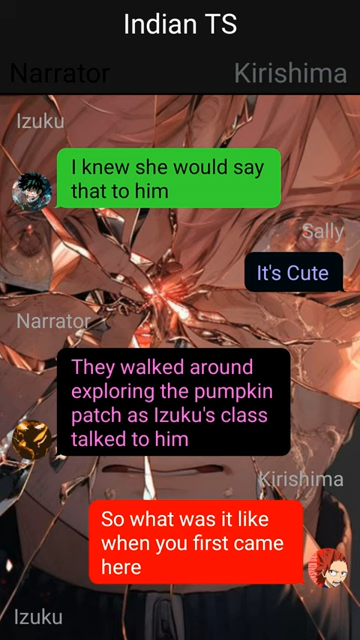 Indian TS
Narrator
Kirishima
Izuku
I knew she would say
that to him
Sally
It's Cute
Narrator
They walked around
exploring the pumpkin
patch as Izuku's class
talked to him
Kirishima
So what was it like
when you first came
here
Izuku